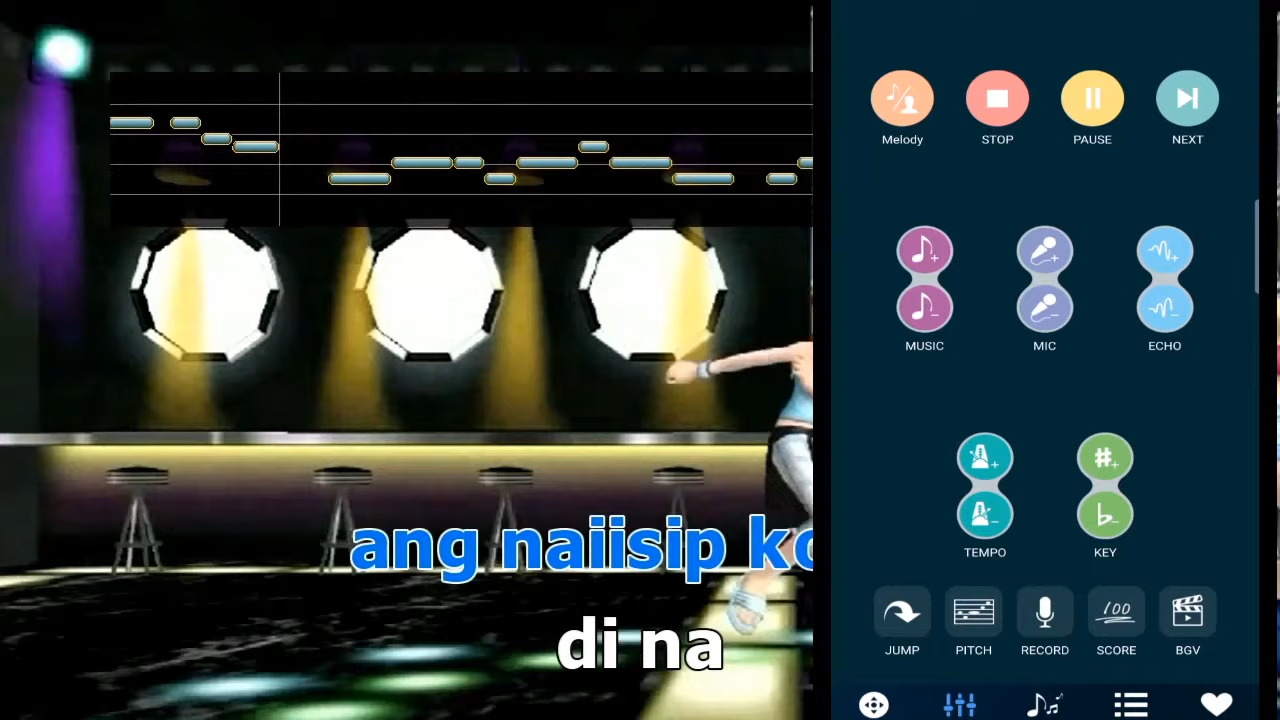 Melody
STOP
PAUSE
NEXT
MUSIC
MIC
ECHO
TEMPO
KEY
ang naiisip ko
di na
JUMP
PITCH
100
RECORD
SCORE
BGV